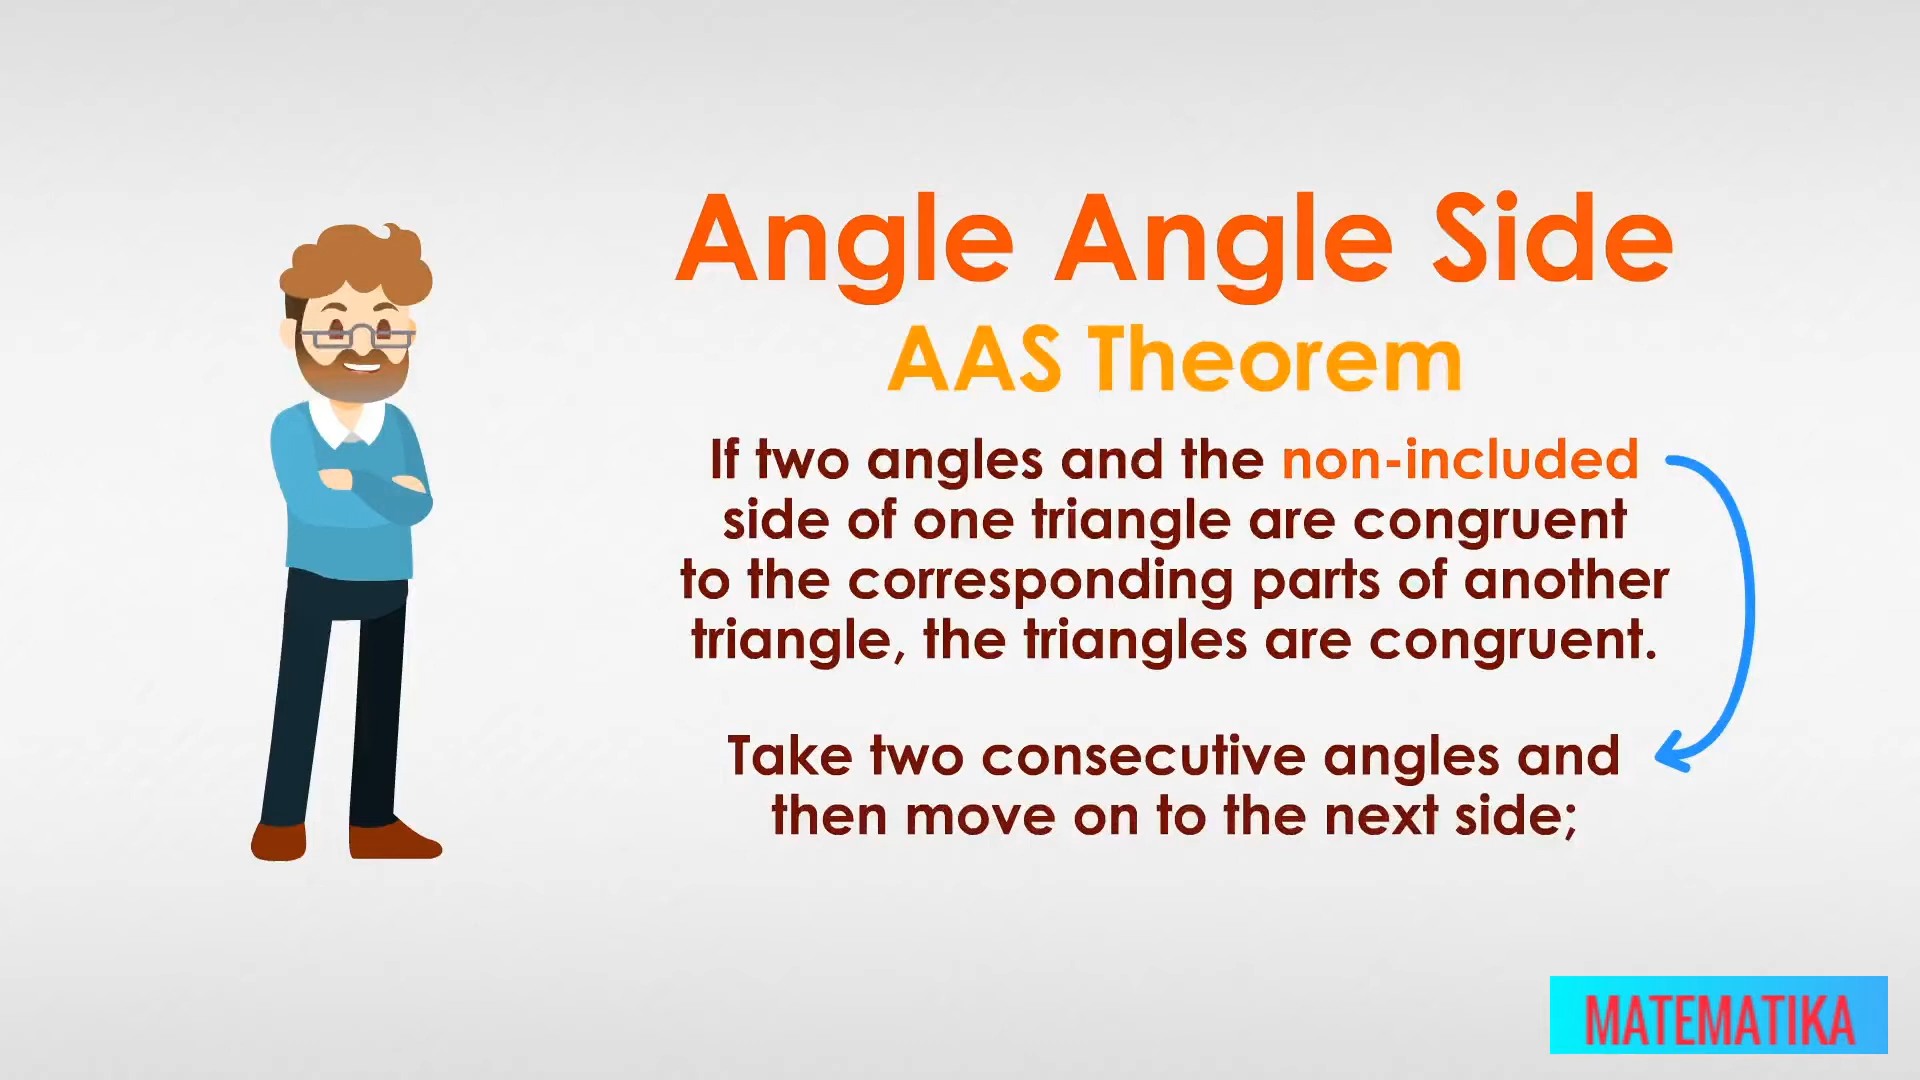 Angle Angle Side
AAS Theorem
If two angles and the non-included
side of one triangle are congruent
to the corresponding parts of another
triangle, the triangles are congruent.
Take two consecutive angles and
then move on to the next side;
MATEMATIKA